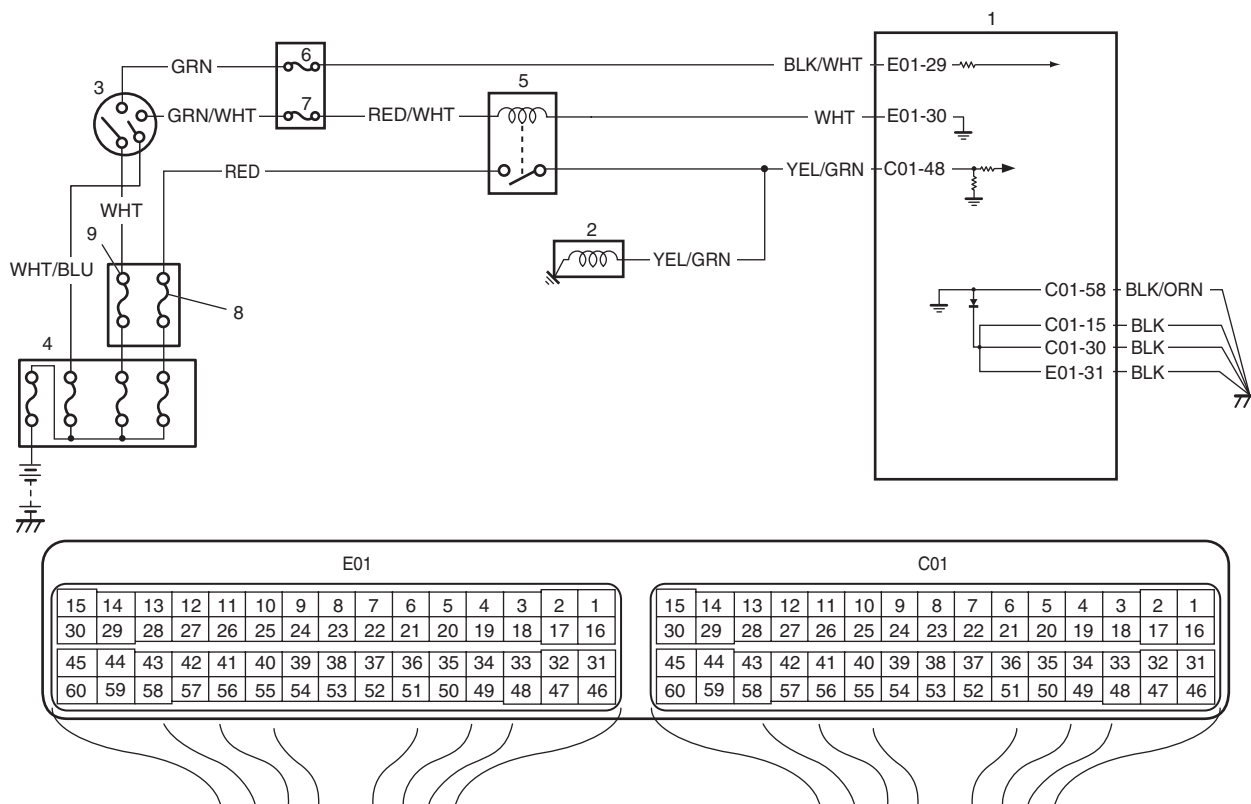 1
GRN
6
BLK/WHT
E01-29
3
5
GRN/WHT
7
RED/WHT
WHT
E01-30
RED
YEL/GRN
C01-48
WHT
9
2
YEL/GRN
WHT/BLU
8
C01-58
BLK/ORN
C01-15
BLK
4
C01-30
BLK
E01-31
BLK
E01
C01
15 14 13 12 11 10 9 8 7 6 5 4 3 2 1
30 29 28 27 26 25 24 23 22 21 20 19 18 17 16
45 44 43 42 41 40 39 38 37 36 35 34 33 32 31
60 59 58 57 56 55 54 53 52 51 50 49 48 47 46
15 14 13 12 11 10 9 8 7 6 5 4 3 2 1
30 29 28 27 26 25 24 23 22 21 20 19 18 17 16
45 44 43 42 41 40 39 38 37 36 35 34 33 32 31
60 59 58 57 56 55 54 53 52 51 50 49 48 47 46